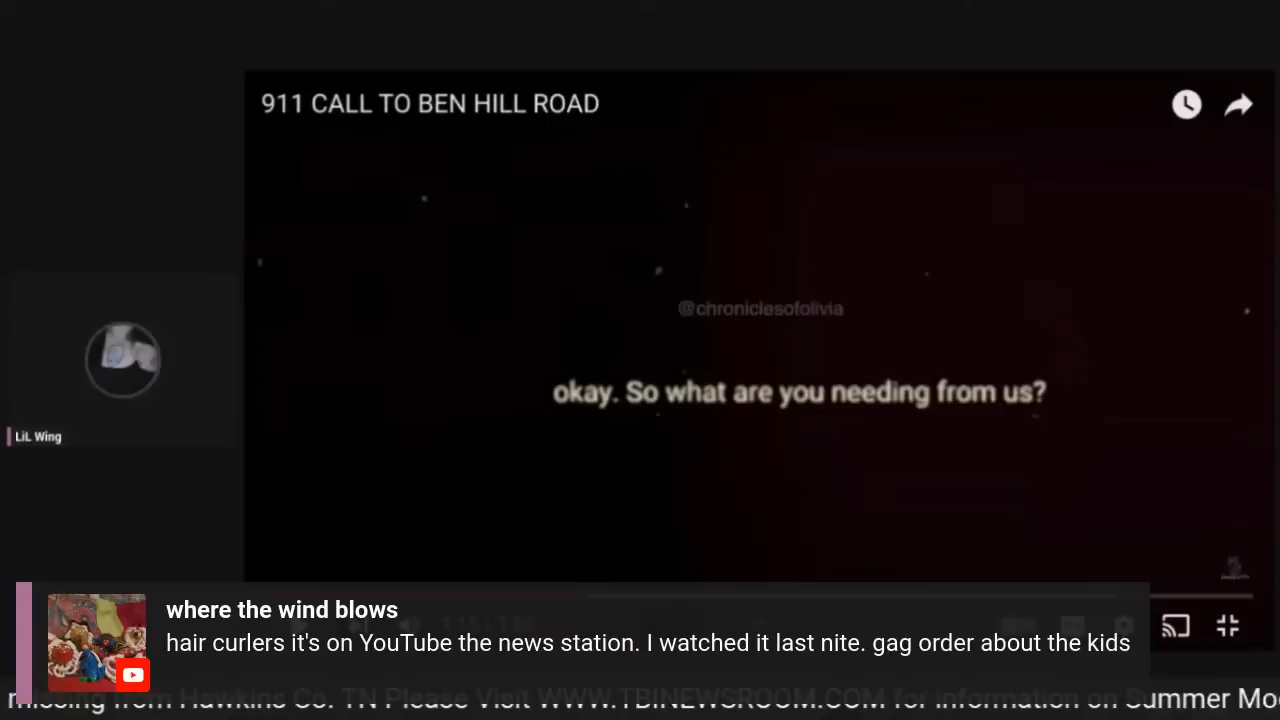 911 CALL TO BEN HILL ROAD
@chroniclesofolivia
okay. So what are you needing from us?
LiL Wing
where the wind blows
hair curlers it's on YouTube the news station. I watched it last nite. gag order about the kids
missing from Hawkins Co. TN Please Visit WWW.TBINEWSROOM.COM for information on Summer Mo